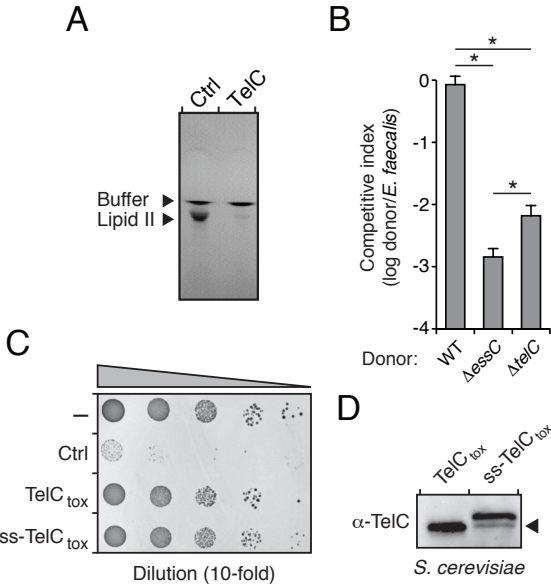 A
Ctrl
TelC
Buffer
Lipid II
B
*
*
*
Competitive index
(log donor/E. faecalis)
0
-1
-2
-3
-4
Donor:
WT
ΔessC
ΔtelC
C
–
Ctrl
TelCtox
ss-TelCtox
Dilution (10-fold)
D
TelCtox
ss-TelCtox
α-TelC
S. cerevisiae